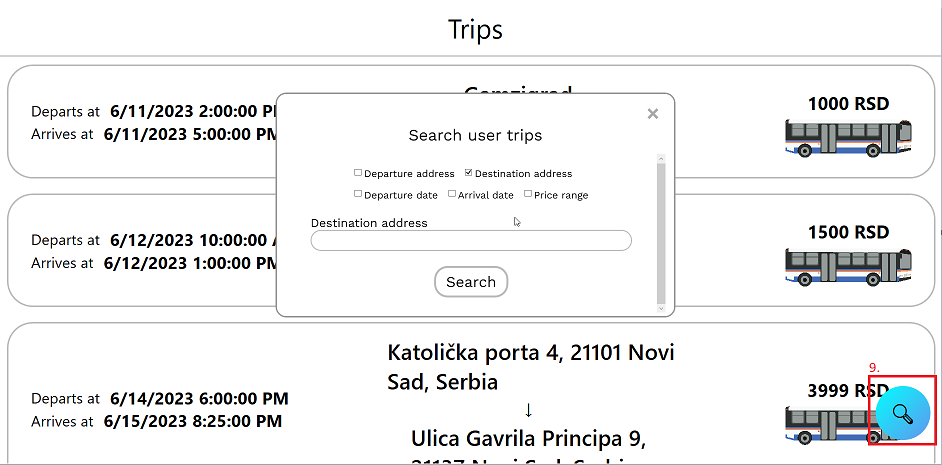 Trips
Gamzigrad
Departs at 6/11/2023 2:00:00 PM
Arrives at 6/11/2023 5:00:00 PM
1000 RSD
×
Search user trips
Departure address Destination address
Departure date Arrival date Price range
Destination address
Search
Departs at 6/12/2023 10:00:00
Arrives at 6/12/2023 1:00:00 PM
1500 RSD
Katolička porta 4, 21101 Novi
Sad, Serbia
↓
Ulica Gavrila Principa 9,
21137 Novi Sad, Serbia
Departs at 6/14/2023 6:00:00 PM
Arrives at 6/15/2023 8:25:00 PM
9.
3999 RSD